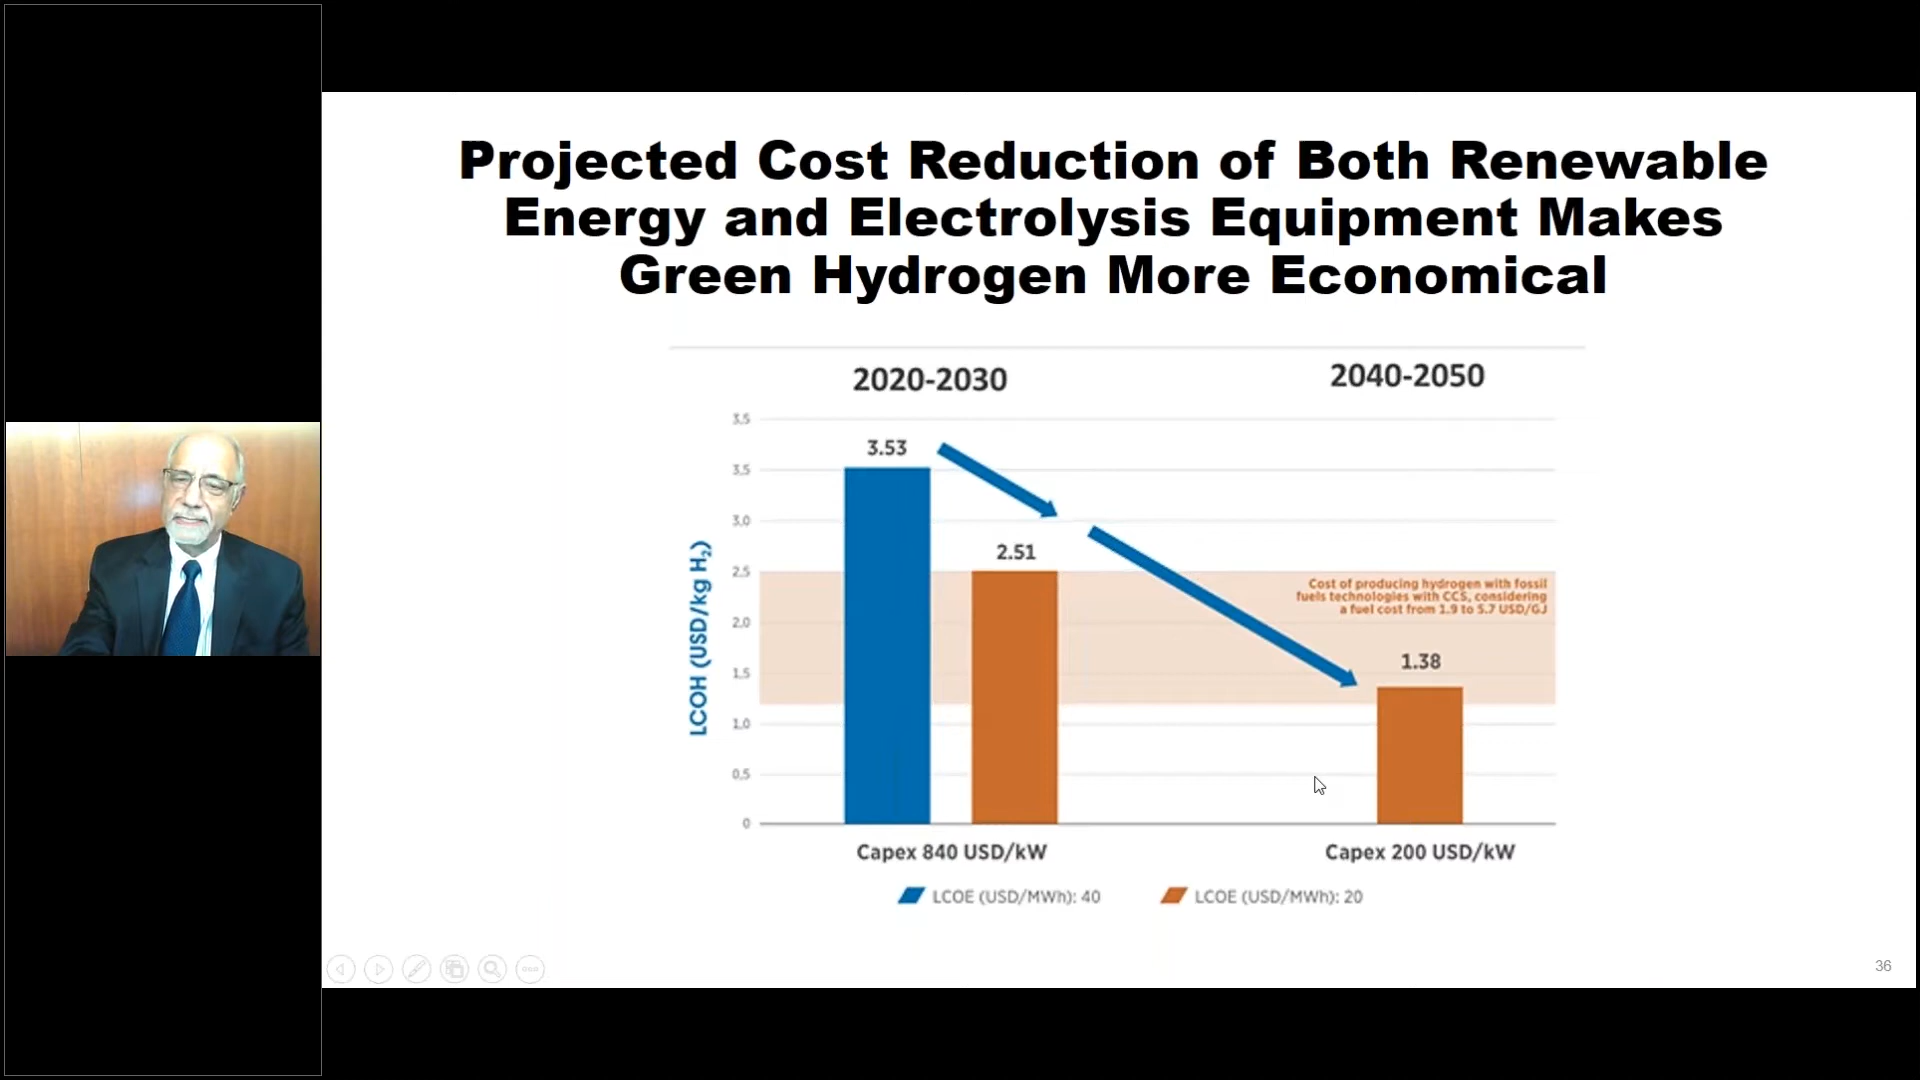 Projected Cost Reduction of Both Renewable
Energy and Electrolysis Equipment Makes
Green Hydrogen More Economical
2020-2030
2040-2050
3,5
3,5
3,0
2,5
2,0
1,5
1,0
0,5
0
LCOH (USD/kg H₂)
3.53
2.51
1.38
Cost of producing hydrogen with fossil
fuels technologies with CCS, considering
a fuel cost from 1.9 to 5.7 USD/GJ
Capex 840 USD/kW
Capex 200 USD/kW
LCOE (USD/MWh): 40
LCOE (USD/MWh): 20
36